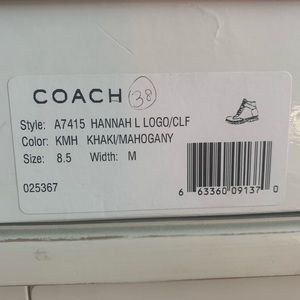 COACH 38
Style: A7415 HANNAH L LOGO/CLF
Color: KMH KHAKI/MAHOGANY
Size: 8.5 Width: M
025367
6 63360 09137 0